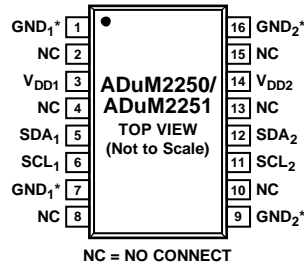 GND1* 1
NC 2
VDD1 3
NC 4
SDA1 5
SCL1 6
GND1* 7
NC 8
ADuM2250/
ADuM2251
TOP VIEW
(Not to Scale)
16 GND2*
15 NC
14 VDD2
13 NC
12 SDA2
11 SCL2
10 NC
9 GND2*
NC = NO CONNECT